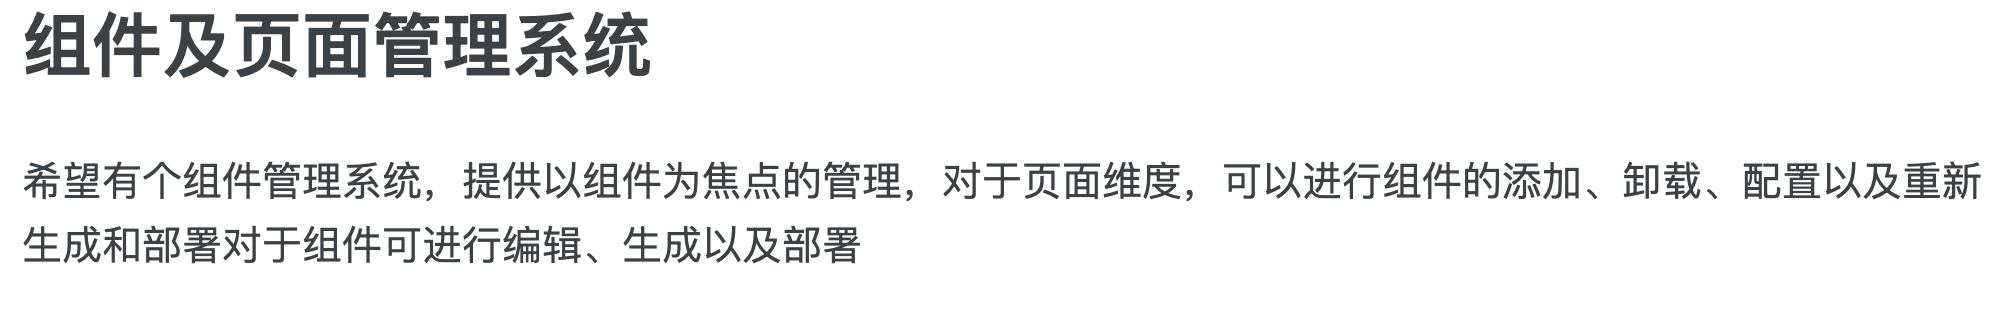 组件及页面管理系统
希望有个组件管理系统，提供以组件为焦点的管理，对于页面维度，可以进行组件的添加、卸载、配置以及重新
生成和部署对于组件可进行编辑、生成以及部署